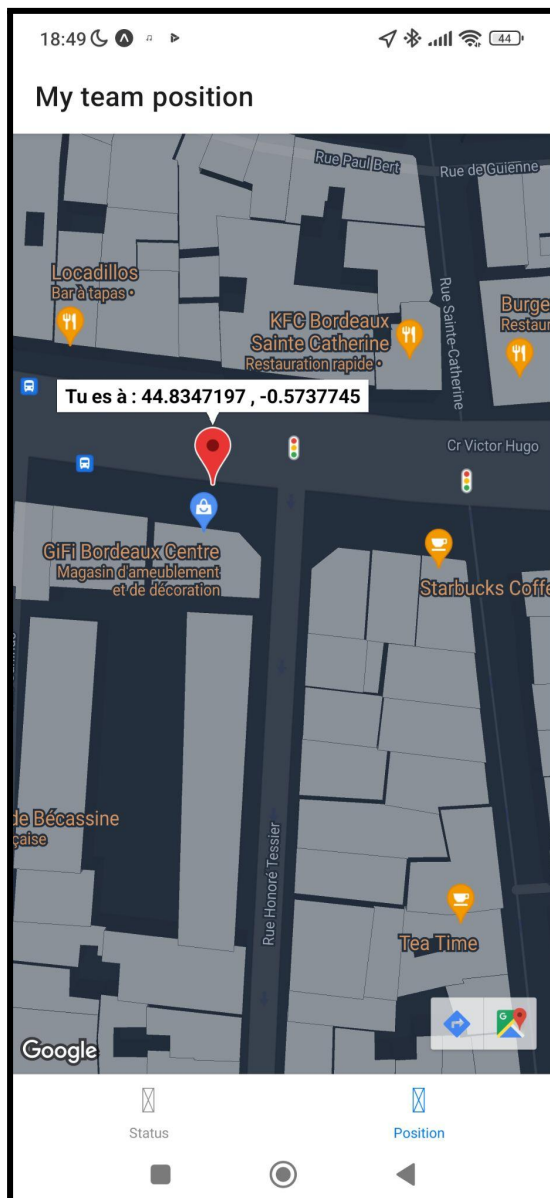 18:49
44
My team position
Rue Paul Bert
Rue de Guienne
Locadillos
Bar à tapas •
Rue Sainte-Catherine
KFC Bordeaux
Sainte Catherine
Restauration rapide •
Burge
Restaur
Tu es à : 44.8347197 , -0.5737745
Cr Victor Hugo
GiFi Bordeaux Centre
Magasin d'ameublement
et de décoration
Starbucks Coffe
de Bécassine
çaise
Rue Honoré Tessier
Tea Time
Google
Status
Position